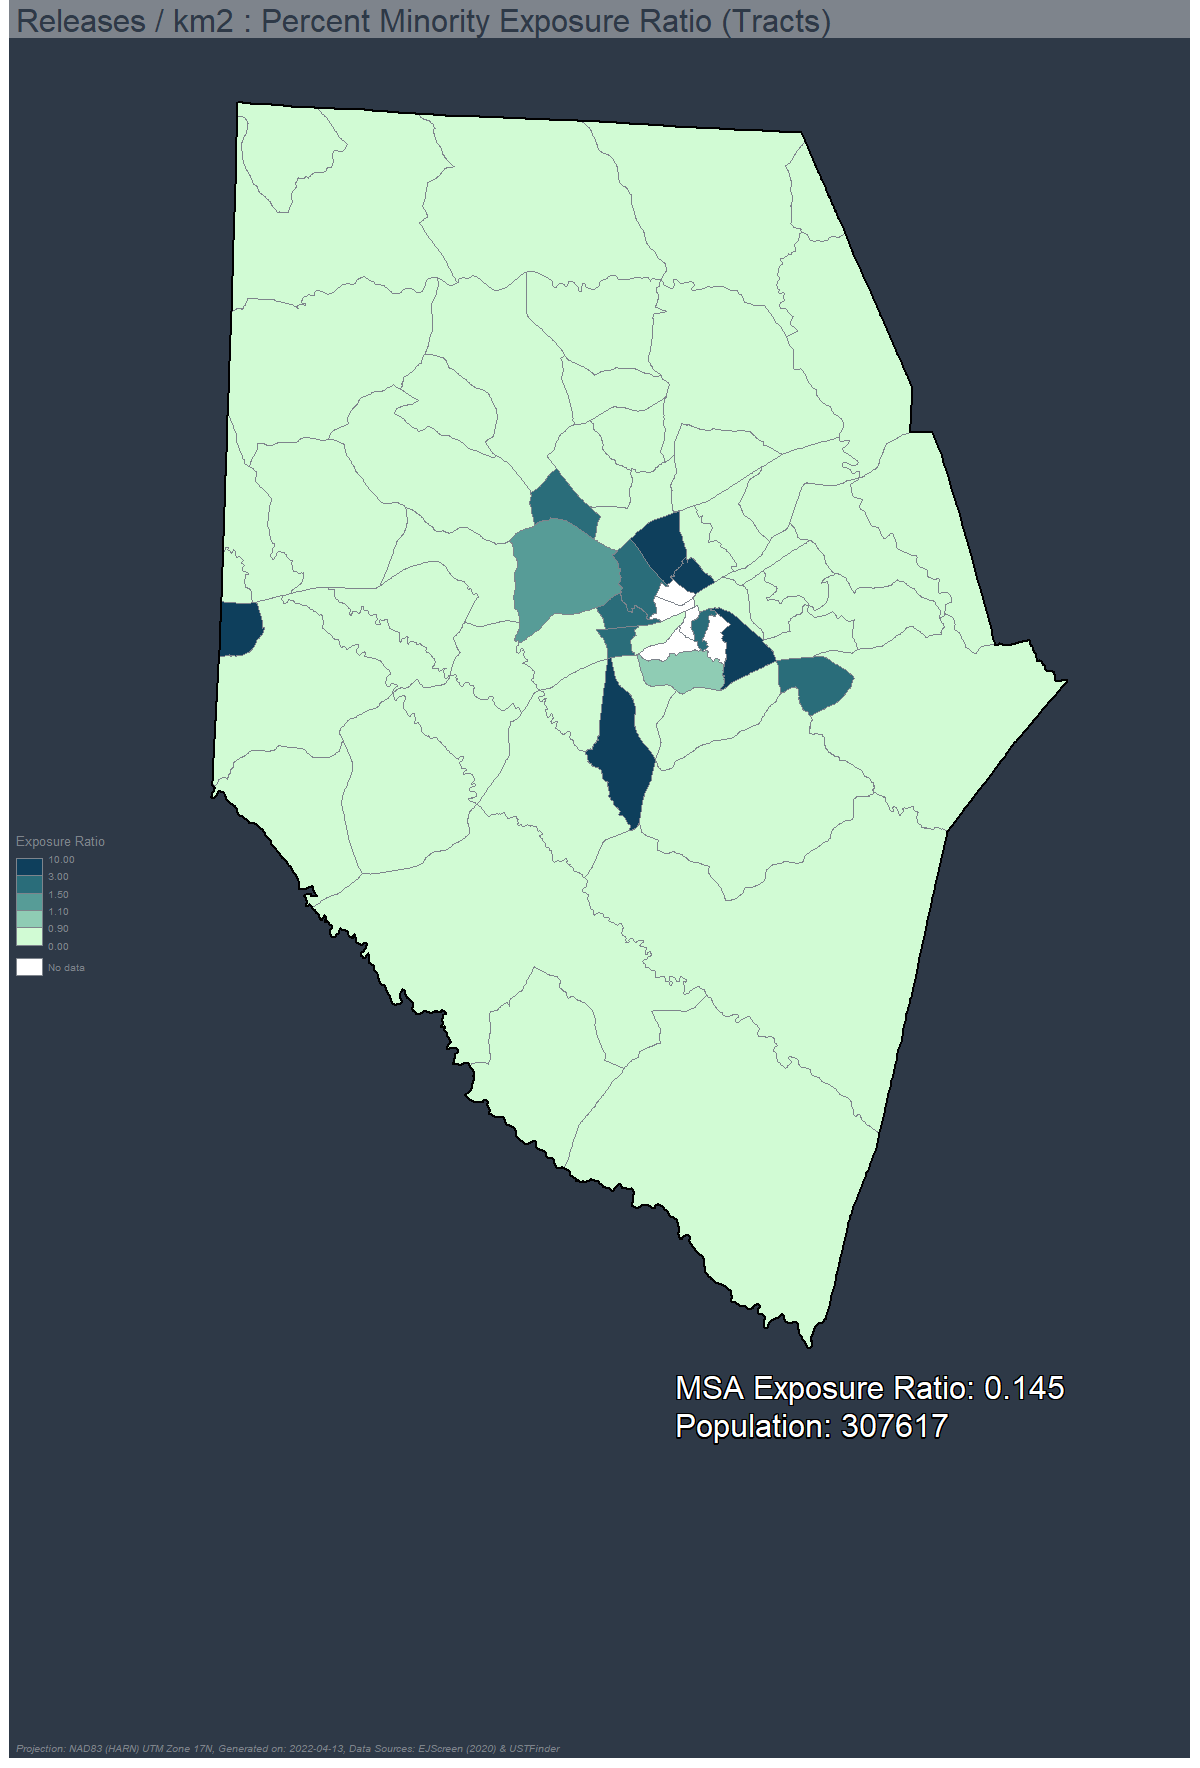 Releases / km2 : Percent Minority Exposure Ratio (Tracts)
Exposure Ratio
10.00
3.00
1.50
1.10
0.90
0.00
No data
MSA Exposure Ratio: 0.145
Population: 307617
Projection: NAD83 (HARN) UTM Zone 17N, Generated on: 2022-04-13, Data Sources: EJScreen (2020) & USTFinder